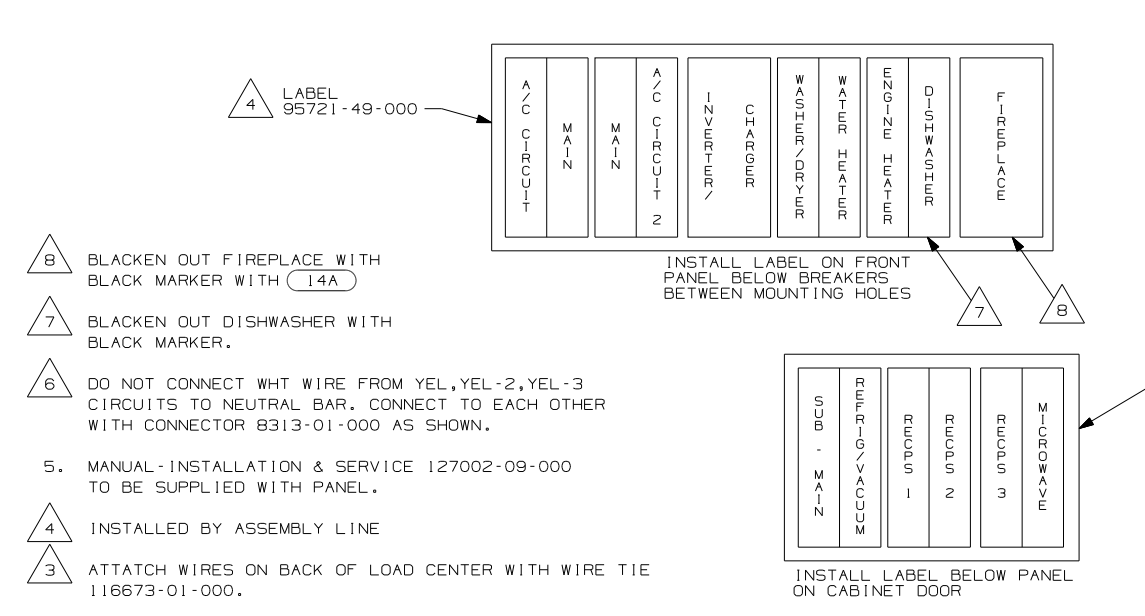 4 LABEL
95721-49-000
A/C CIRCUIT
MAIN
MAIN
A/C CIRCUIT 2
INVERTER/
CHARGER
WASHER/DRYER
WATER HEATER
ENGINE HEATER
DISHWASHER
FIREPLACE
INSTALL LABEL ON FRONT
PANEL BELOW BREAKERS
BETWEEN MOUNTING HOLES
7
8
8 BLACKEN OUT FIREPLACE WITH
BLACK MARKER WITH 14A
7 BLACKEN OUT DISHWASHER WITH
BLACK MARKER.
6 DO NOT CONNECT WHT WIRE FROM YEL,YEL-2,YEL-3
CIRCUITS TO NEUTRAL BAR. CONNECT TO EACH OTHER
WITH CONNECTOR 8313-01-000 AS SHOWN.
5. MANUAL-INSTALLATION & SERVICE 127002-09-000
TO BE SUPPLIED WITH PANEL.
4 INSTALLED BY ASSEMBLY LINE
3 ATTATCH WIRES ON BACK OF LOAD CENTER WITH WIRE TIE
116673-01-000.
SUB - MAIN
REFRIG/VACUUM
RECPS 1
RECPS 2
RECPS 3
MICROWAVE
INSTALL LABEL BELOW PANEL
ON CABINET DOOR